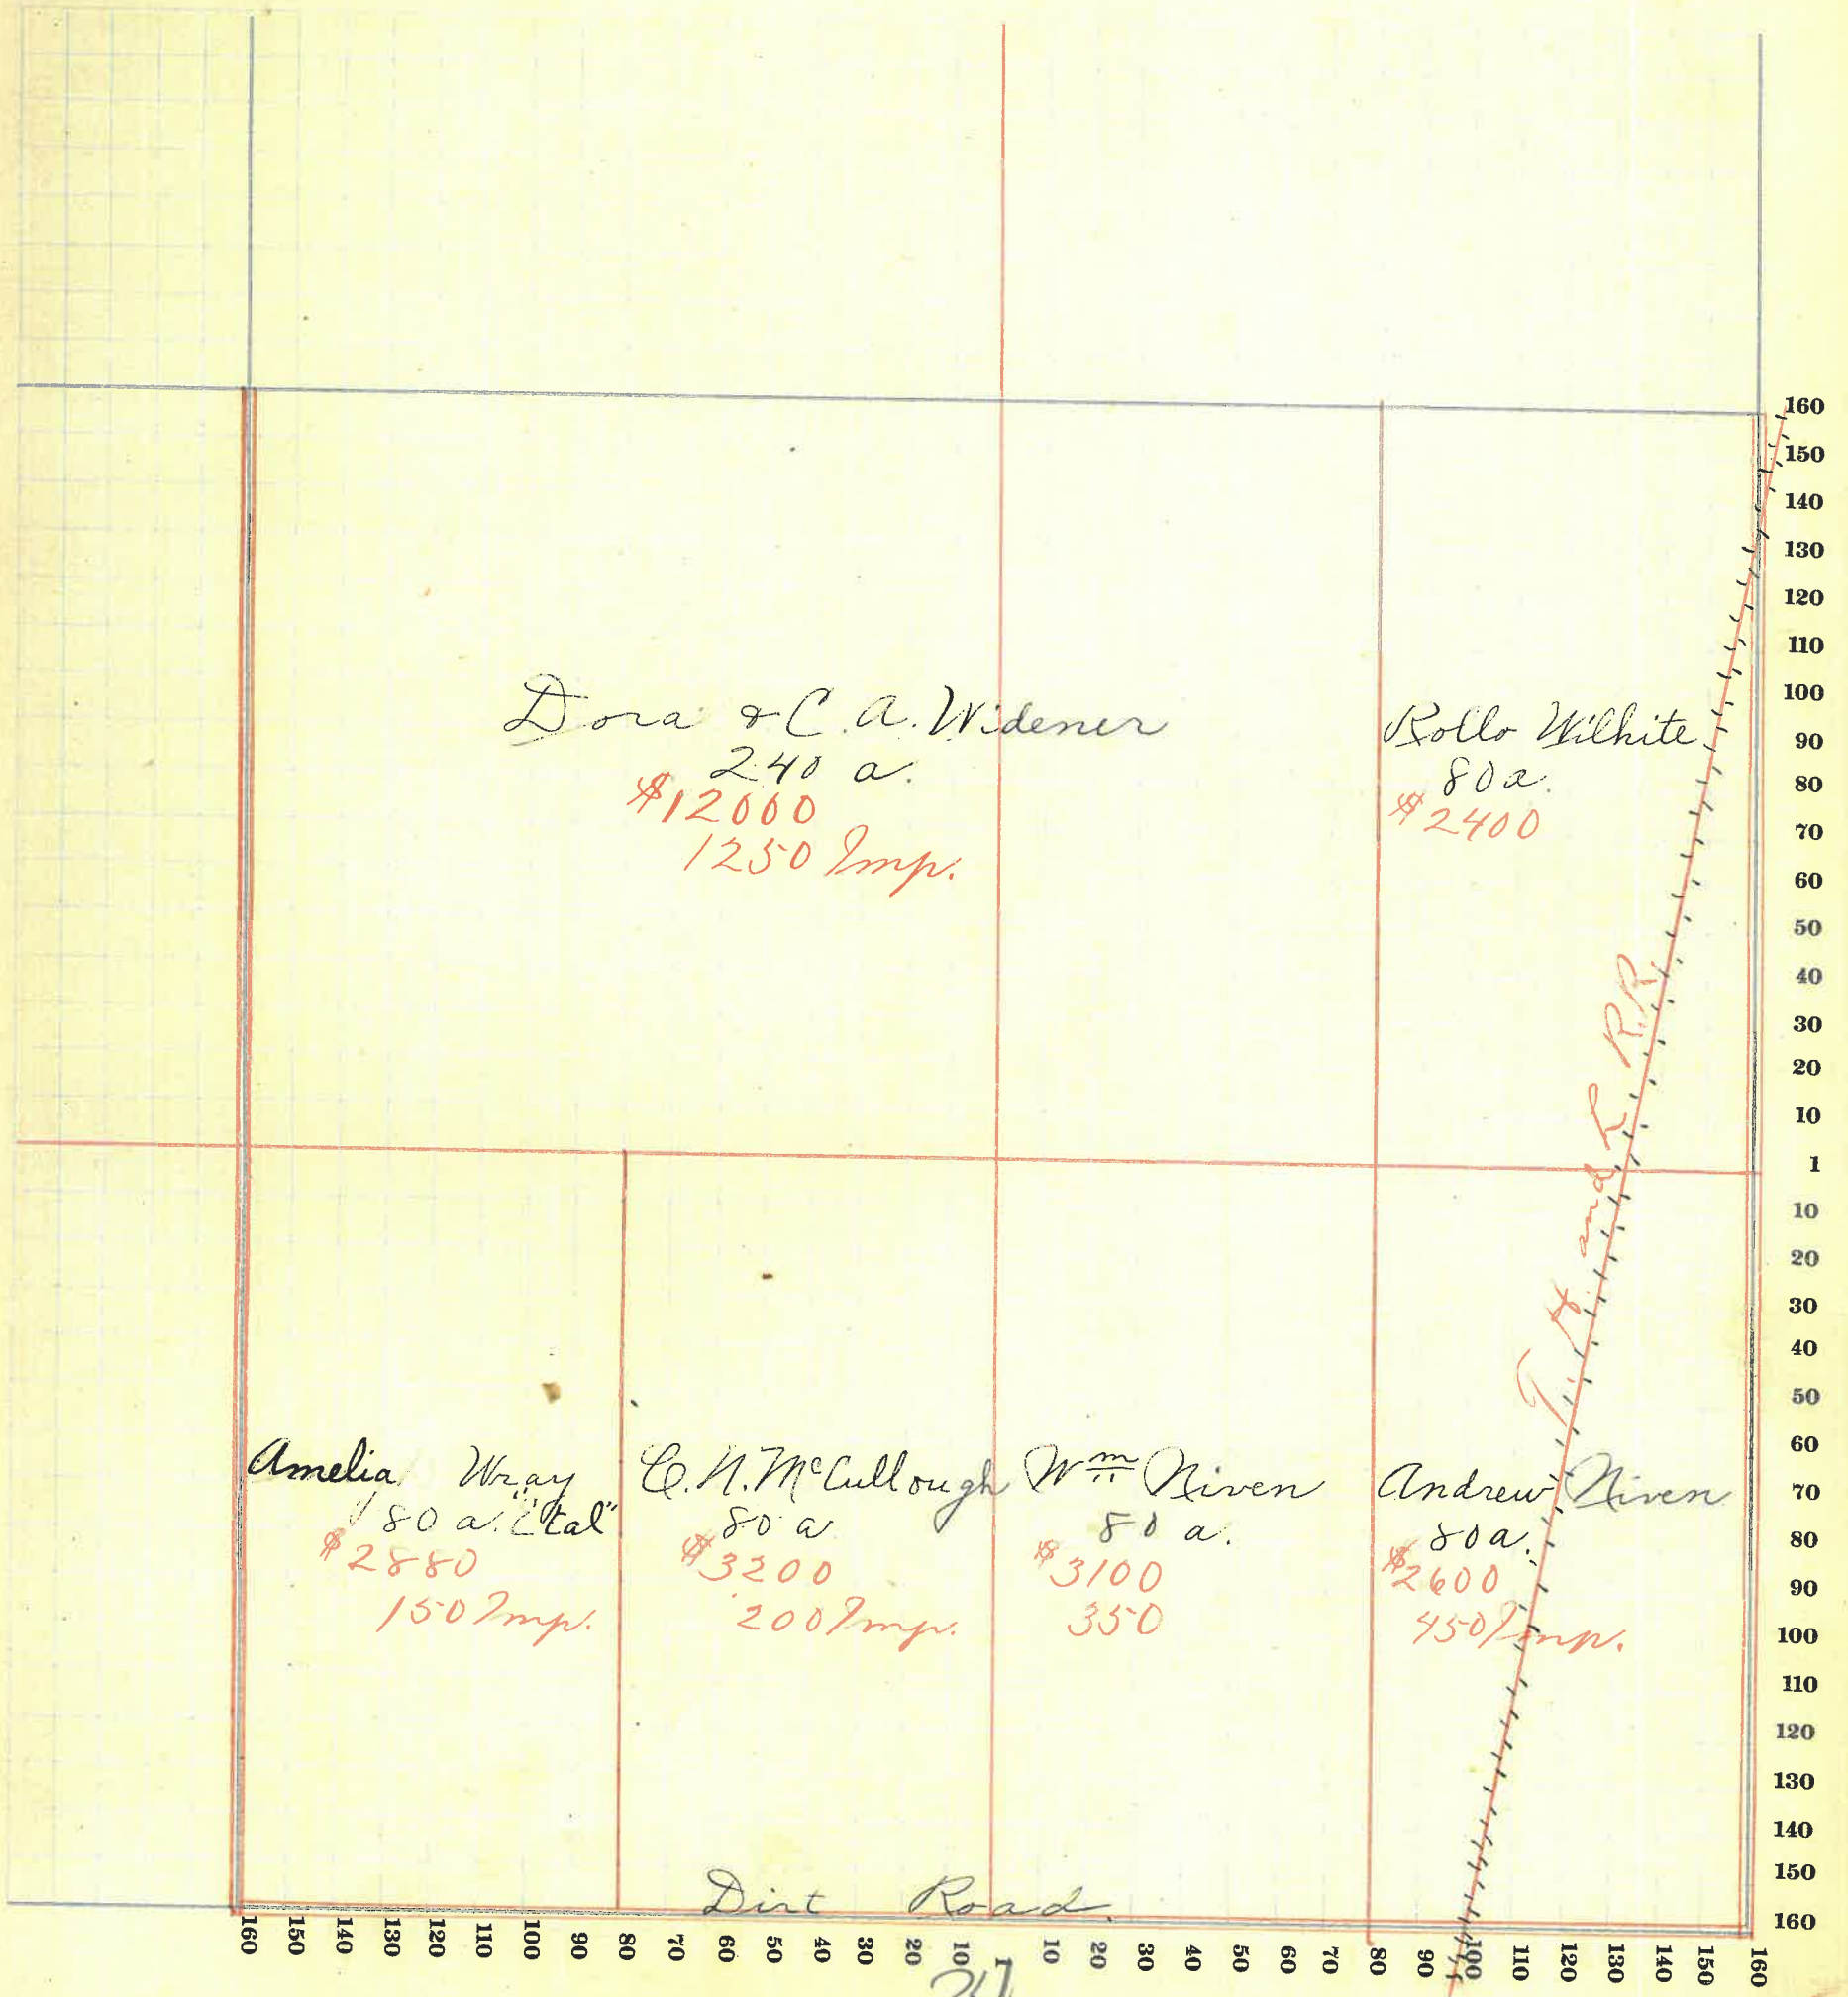 Dora & C. A. Widener
240 a.
$12000
1250 Imp.
Rollo Wilhite
80 a.
$2400
T. H. and L. R.R.
Amelia Wray
80 a. "Etal"
$2880
150 Imp.
C. N. McCullough
80 a
$3200
200 Imp.
Wm Niven
80 a.
$3100
350
Andrew Niven
80 a.
$2600
450 Imp.
Dirt Road.
160
150
140
130
120
110
100
90
80
70
60
50
40
30
20
10
1
10
20
30
40
50
60
70
80
90
100
110
120
130
140
150
160
160 150 140 130 120 110 100 90 80 70 60 50 40 30 20 10 1 10 20 30 40 50 60 70 80 90 100 110 120 130 140 150 160